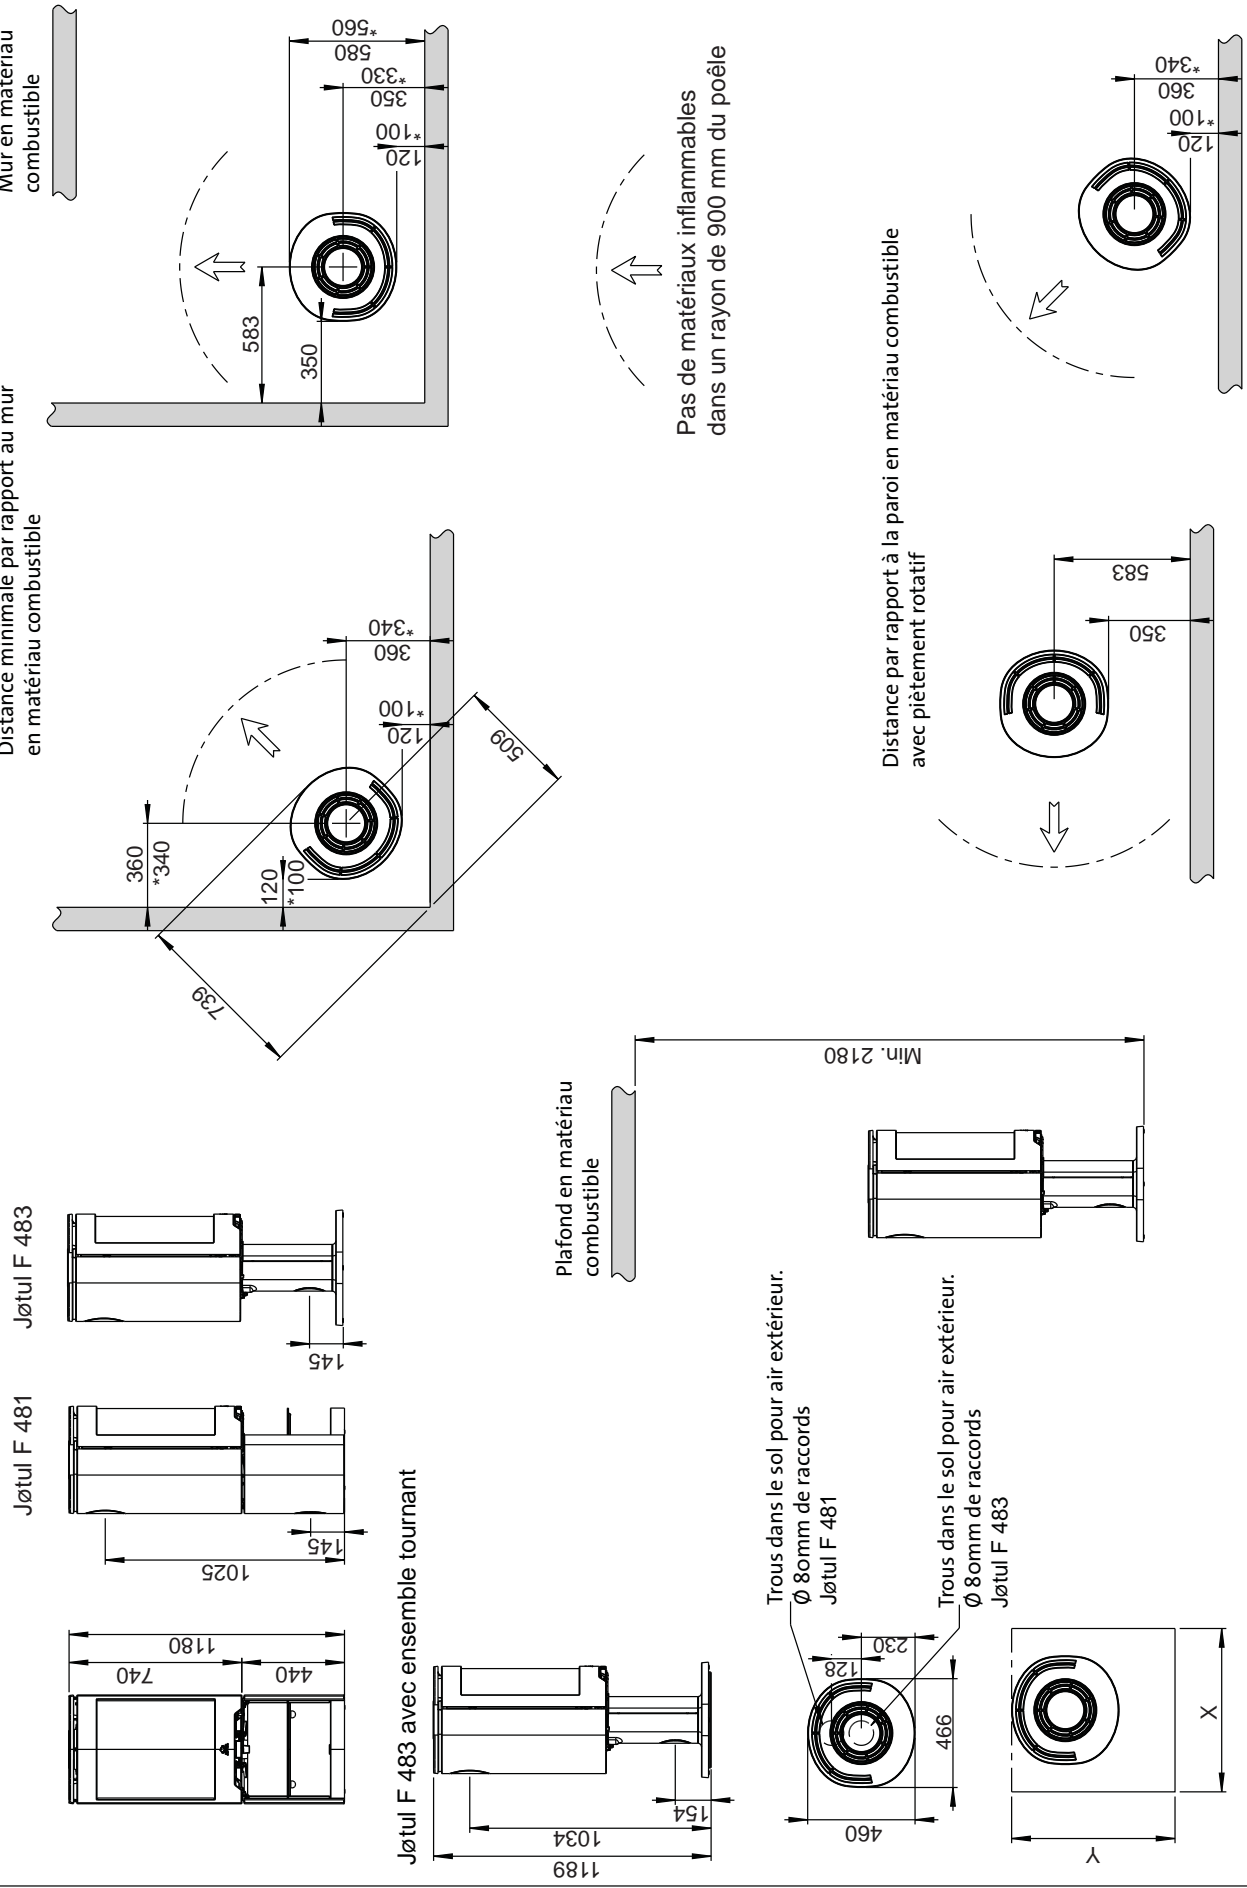 Jøtul F 481
Jøtul F 483
1180
740
440
1025
145
145
Distance minimale par rapport au mur
en matériau combustible
Mur en matériau
combustible
360
*340
120
*100
739
509
120
*100
360
*340
583
350
120
*100
350
*330
580
*560
Jøtul F 483 avec ensemble tournant
1189
1034
154
Plafond en matériau
combustible
Min. 2180
Pas de matériaux inflammables
dans un rayon de 900 mm du poêle
Trous dans le sol pour air extérieur.
Ø 80mm de raccords
Jøtul F 481
Trous dans le sol pour air extérieur.
Ø 80mm de raccords
Jøtul F 483
460
466
128
230
Y
X
Distance par rapport à la paroi en matériau combustible
avec piètement rotatif
350
583
120
*100
360
*340